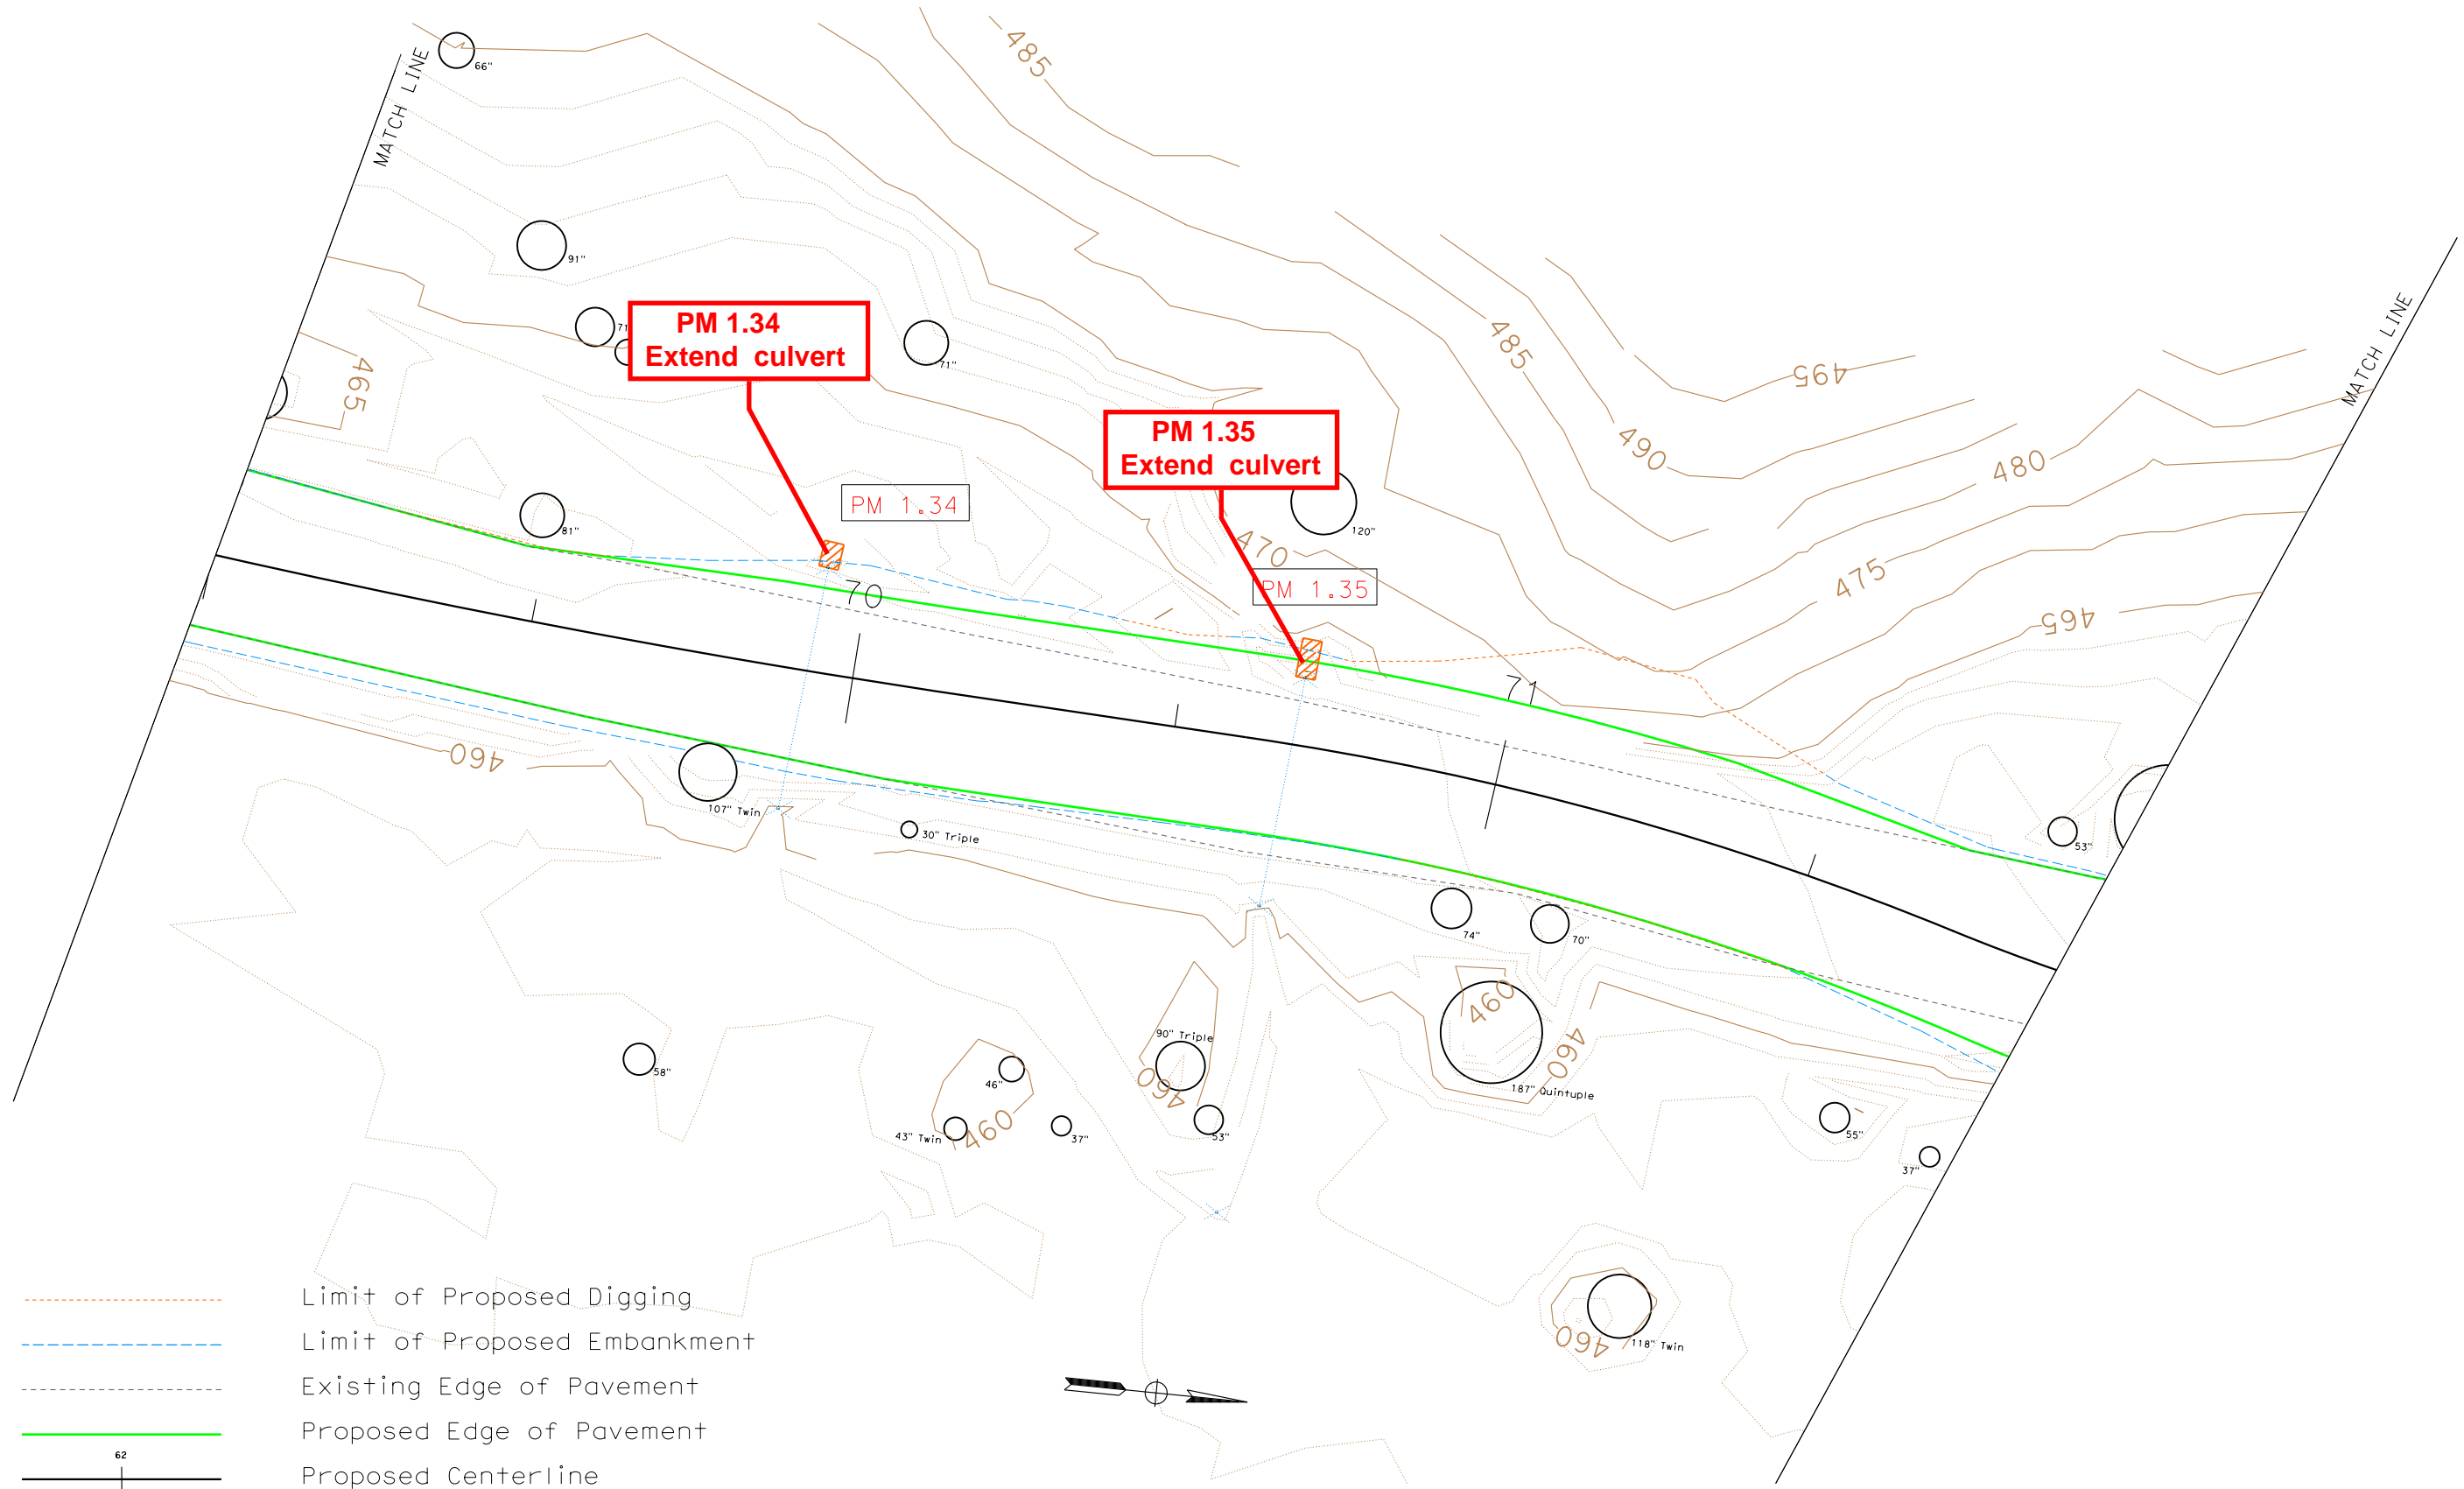 485
66"
MATCH LINE
91"
MATCH LINE
PM 1.34
Extend culvert
71"
71"
485
495
465
PM 1.35
Extend culvert
490
480
PM 1.34
81"
120"
470
475
PM 1.35
70
465
71
460
107" Twin
30" Triple
53"
74"
70"
460
90" Triple
460
58"
46"
460
187" Quintuple
43" Twin
460
37"
53"
55"
37"
460
118" Twin
Limit of Proposed Digging
Limit of Proposed Embankment
Existing Edge of Pavement
Proposed Edge of Pavement
62
Proposed Centerline